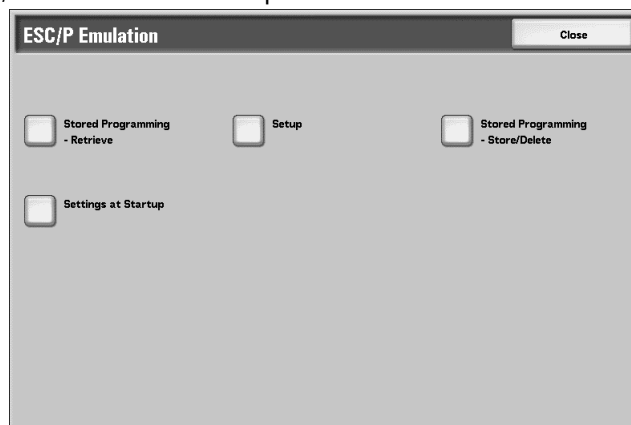 ESC/P Emulation
Close
Stored Programming
- Retrieve
Setup
Stored Programming
- Store/Delete
Settings at Startup